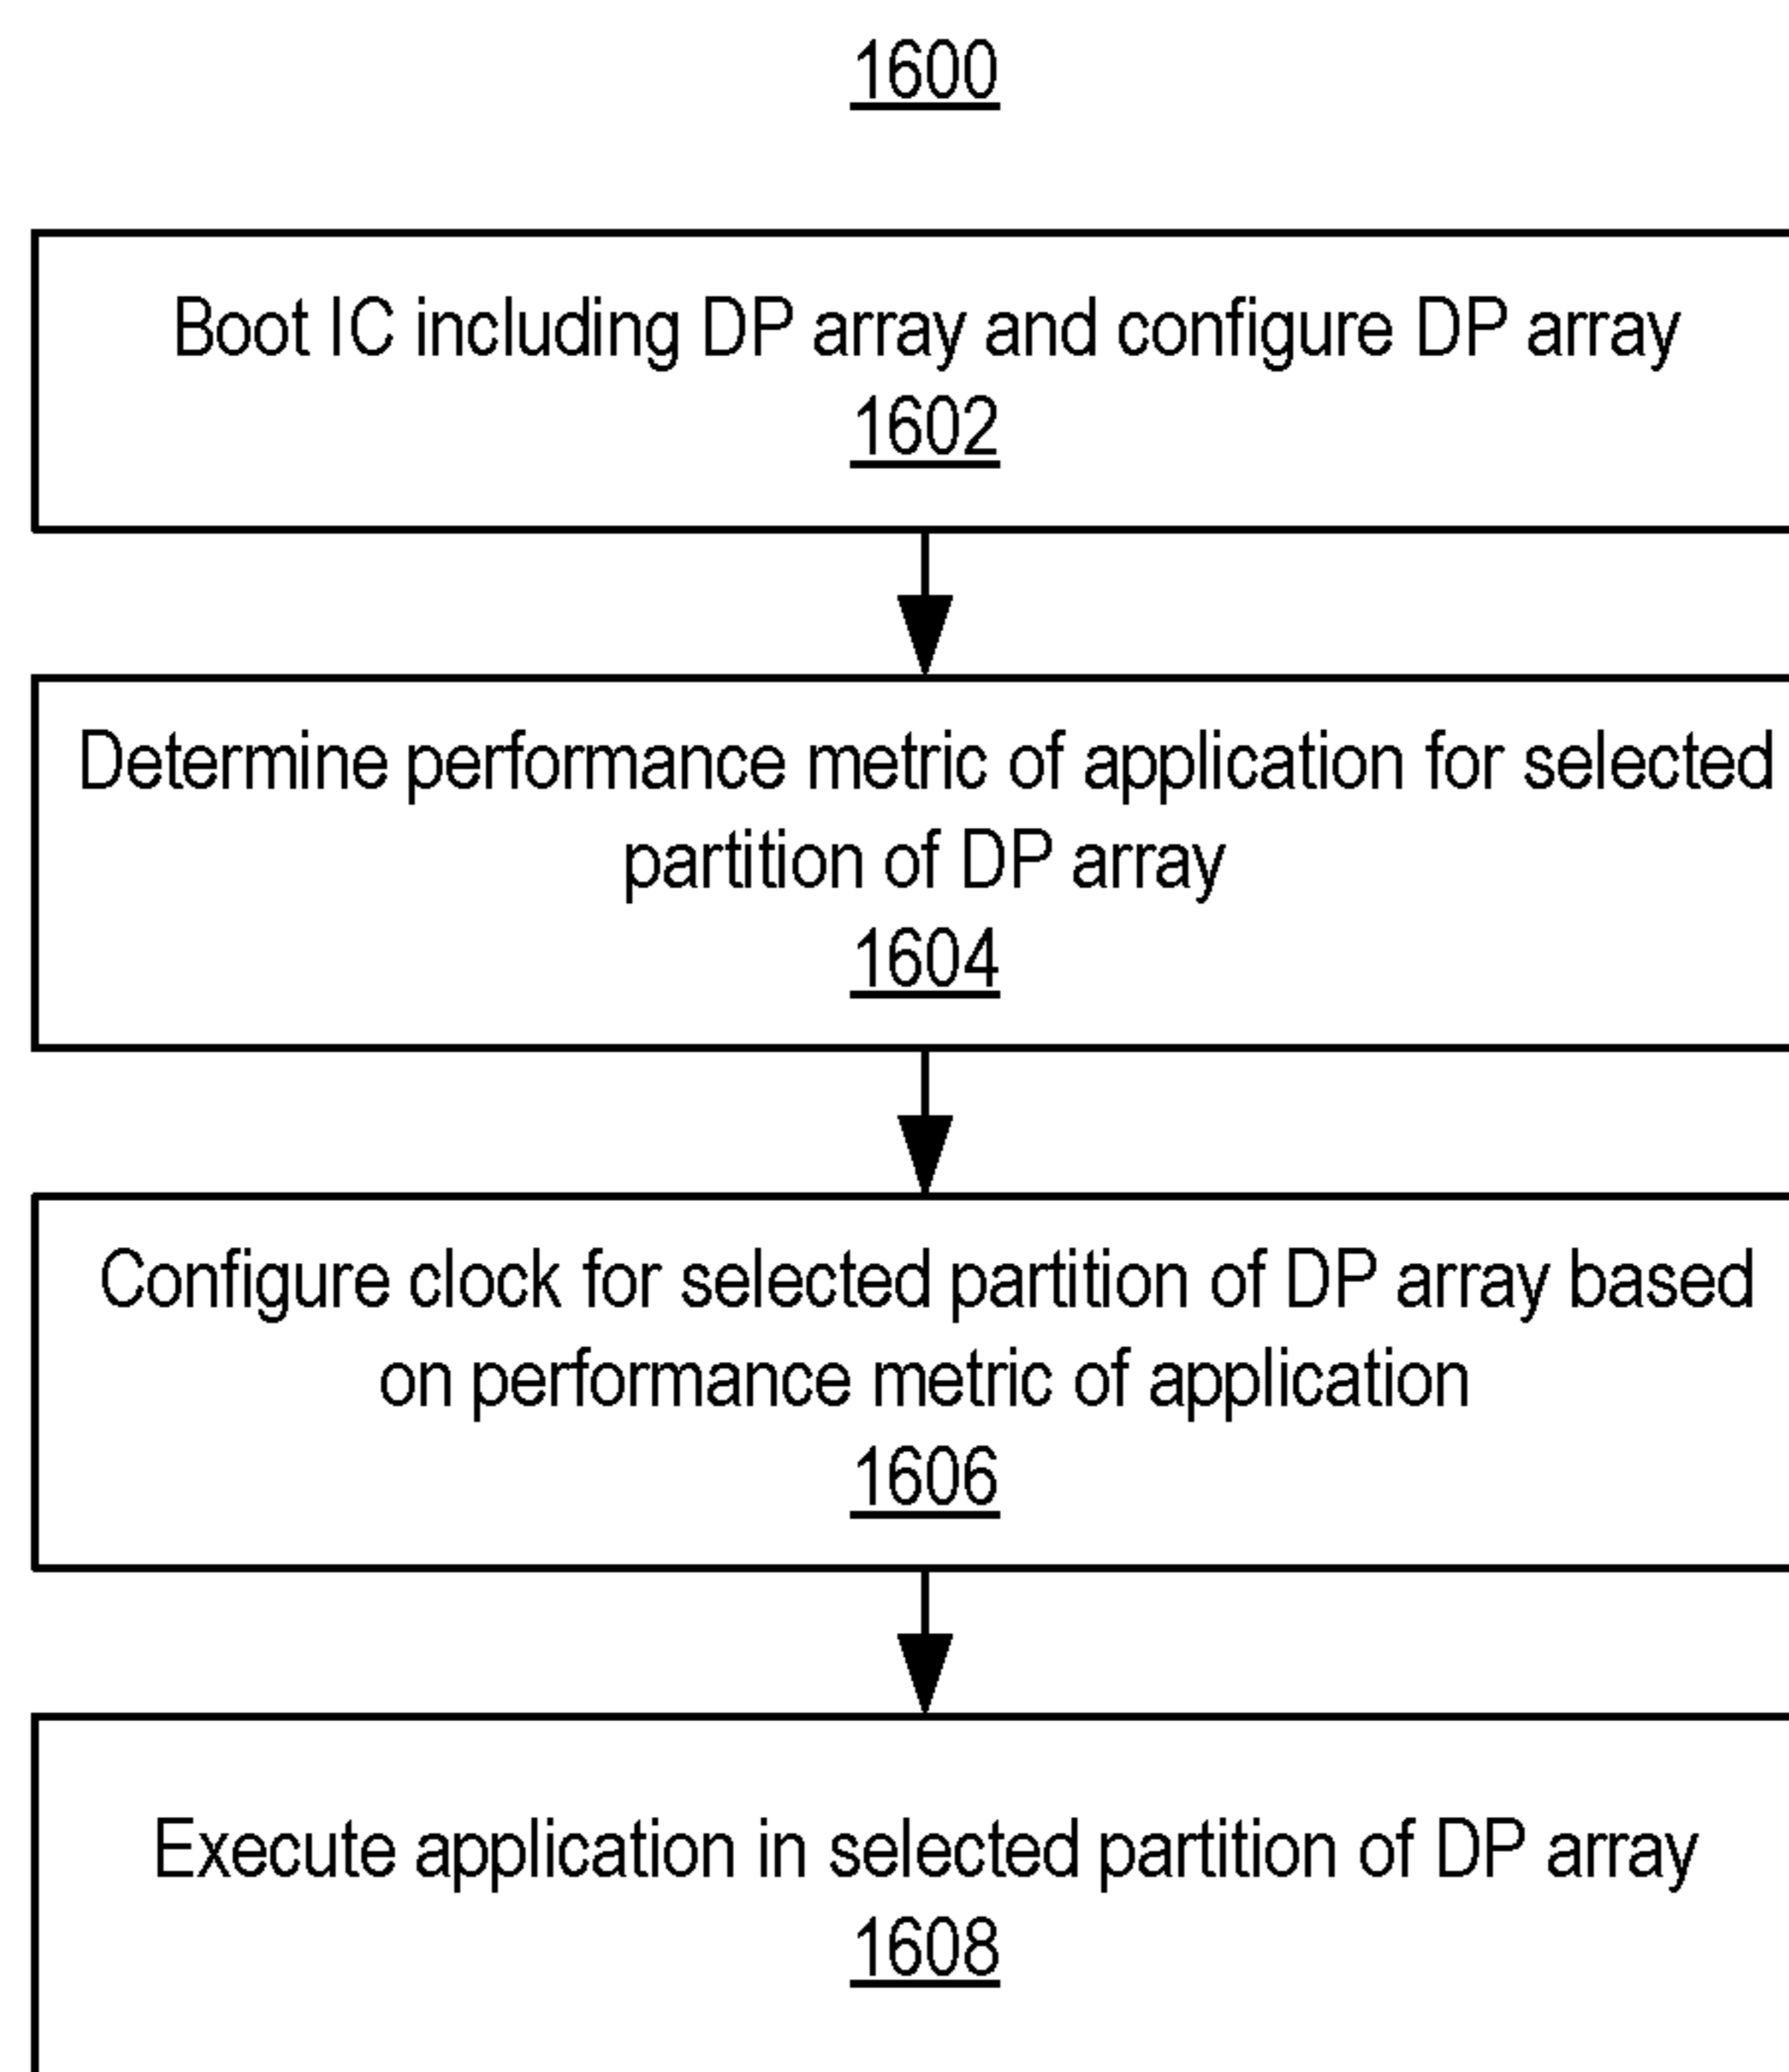 1600
Boot IC including DP array and configure DP array
1602
Determine performance metric of application for selected
partition of DP array
1604
Configure clock for selected partition of DP array based
on performance metric of application
1606
Execute application in selected partition of DP array
1608